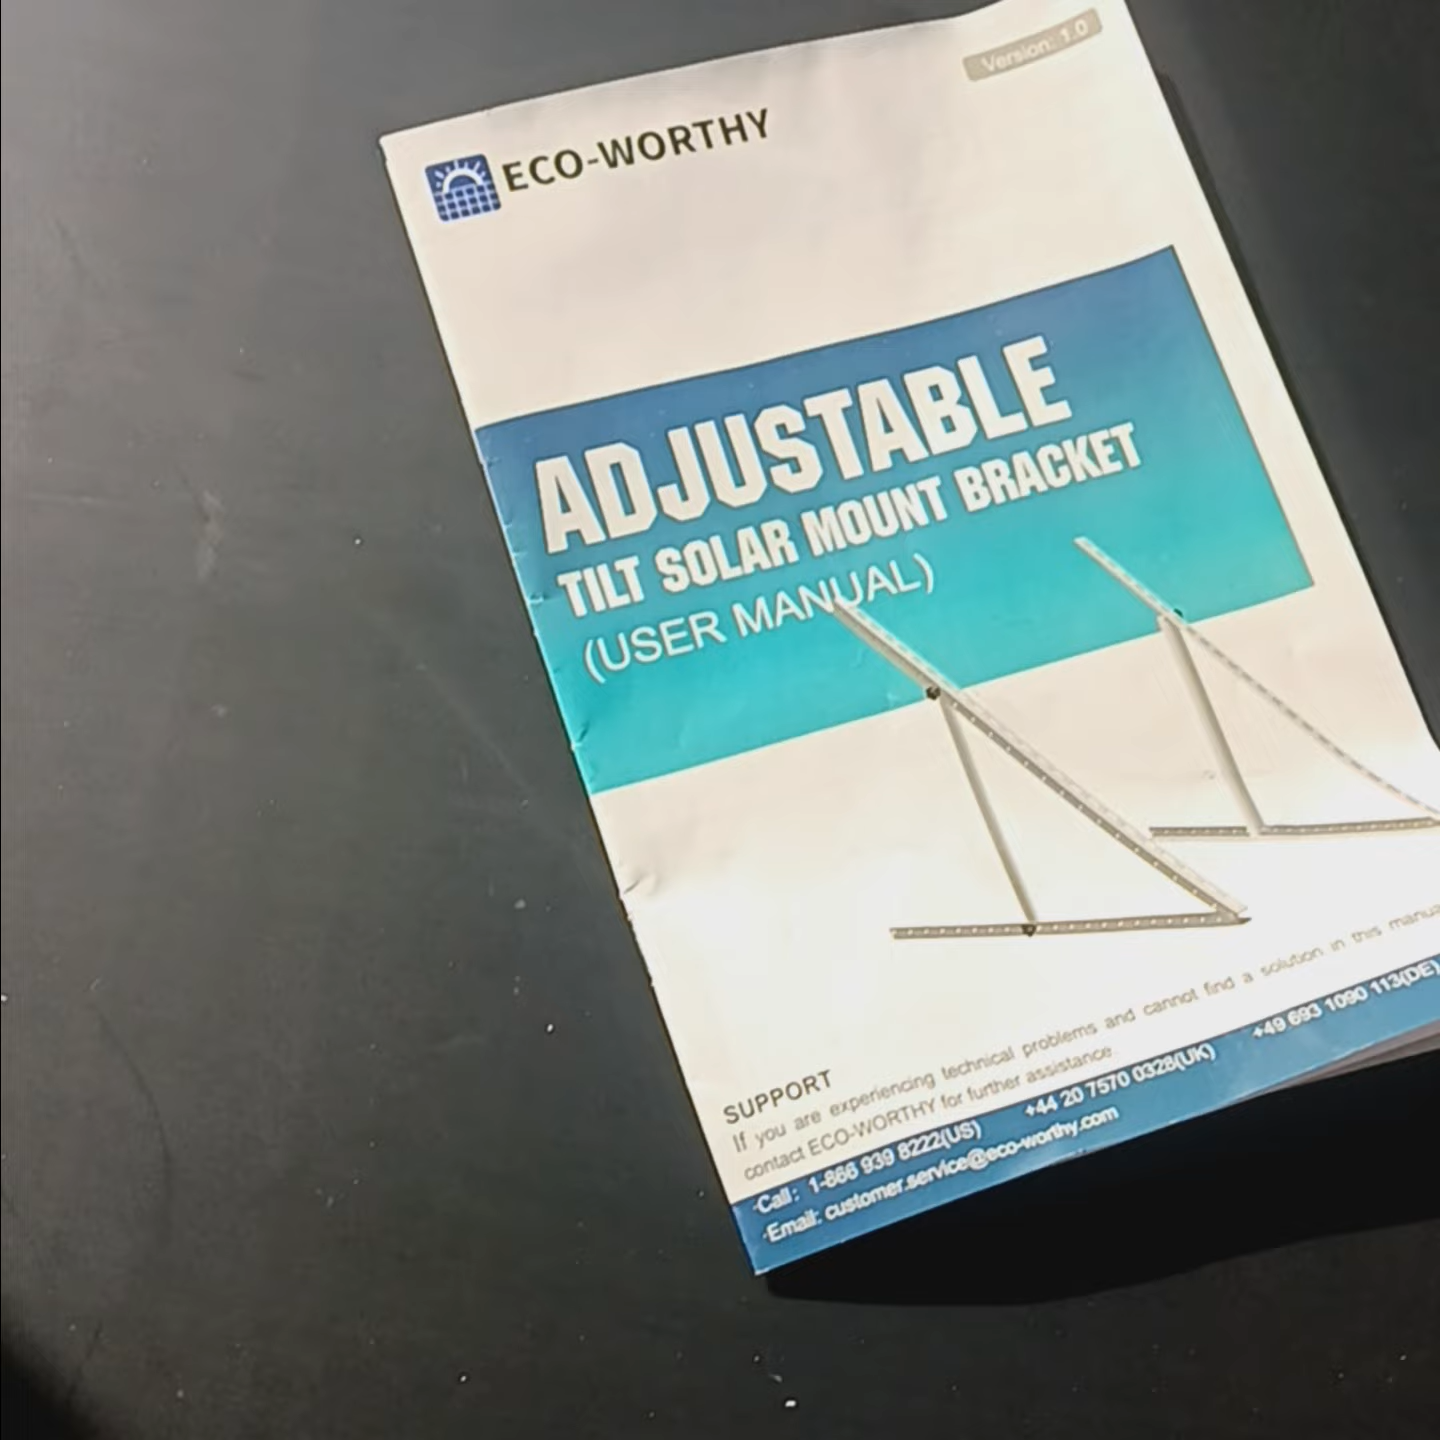 Version: 1.0
ECO-WORTHY
ADJUSTABLE
TILT SOLAR MOUNT BRACKET
(USER MANUAL)
SUPPORT
If you are experiencing technical problems and cannot find a solution in this manual
contact ECO-WORTHY for further assistance.
·Call: 1-866 939 8222(US) +44 20 7570 0328(UK) +49 693 1090 113(DE)
·Email: customer.service@eco-worthy.com